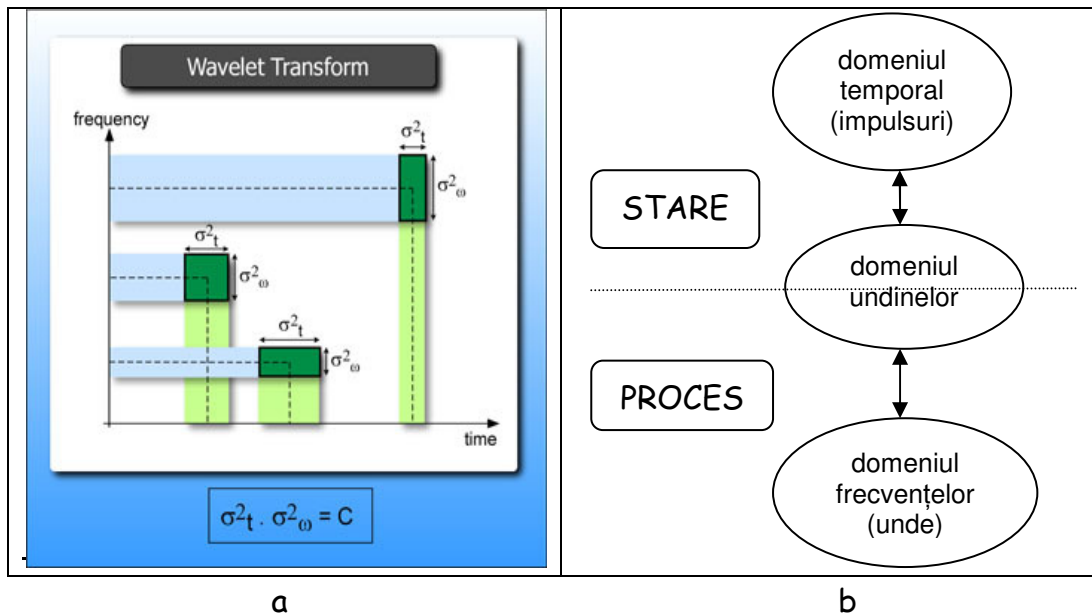 Wavelet Transform
frequency
σ²t
σ²ω
σ²t
σ²ω
σ²t
σ²ω
time
σ²t . σ²ω = C
a
domeniul
temporal
(impulsuri)
STARE
domeniul
undinelor
PROCES
domeniul
frecvențelor
(unde)
b